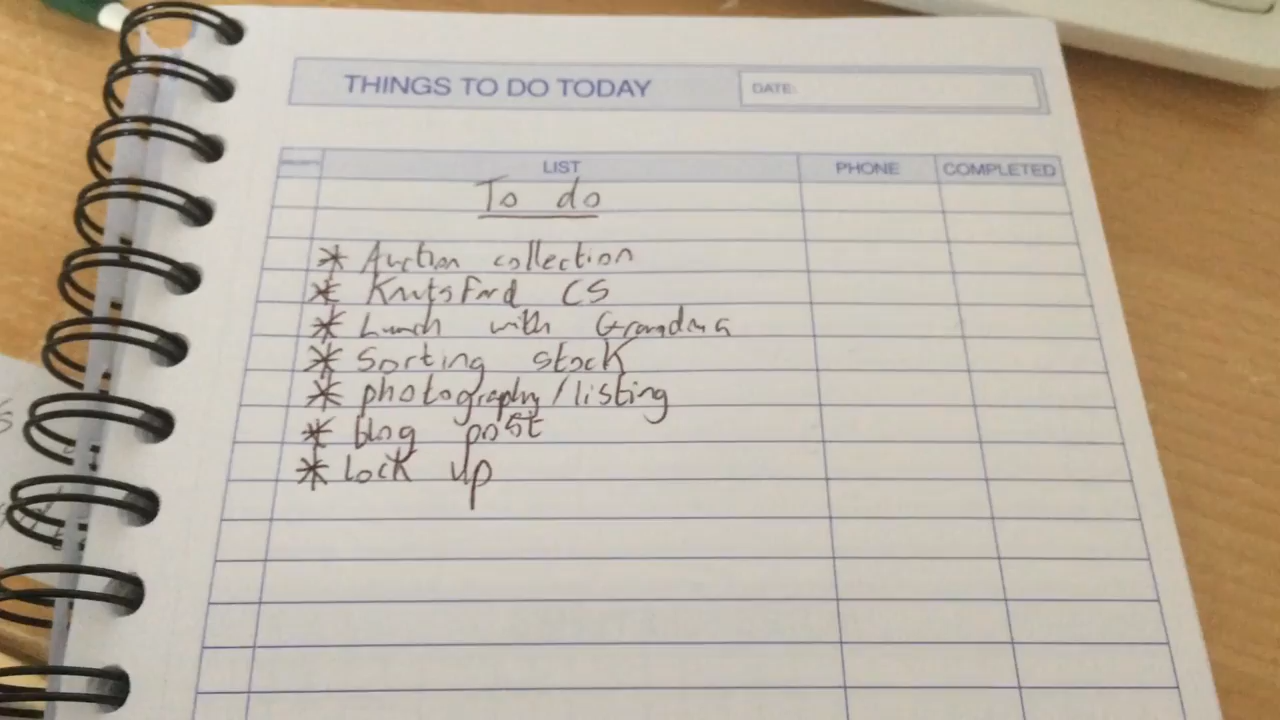 THINGS TO DO TODAY DATE:
LIST PHONE COMPLETED
To do
* Auction collection
* Knutsford CS
* Lunch with Grandma
* Sorting stock
* photography/listing
* blog post
* Lock up